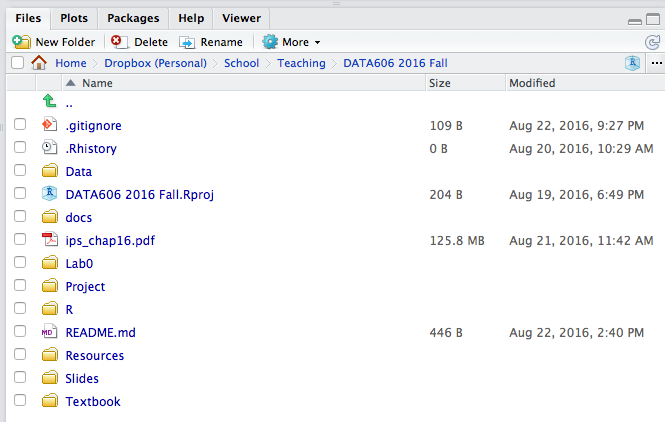 Files Plots Packages Help Viewer
New Folder Delete Rename More
Home Dropbox (Personal) School Teaching DATA606 2016 Fall ...
Name Size Modified
..
.gitignore 109 B Aug 22, 2016, 9:27 PM
.Rhistory 0 B Aug 20, 2016, 10:29 AM
Data
DATA606 2016 Fall.Rproj 204 B Aug 19, 2016, 6:49 PM
docs
ips_chap16.pdf 125.8 MB Aug 21, 2016, 11:42 AM
Lab0
Project
R
MD README.md 446 B Aug 22, 2016, 2:40 PM
Resources
Slides
Textbook